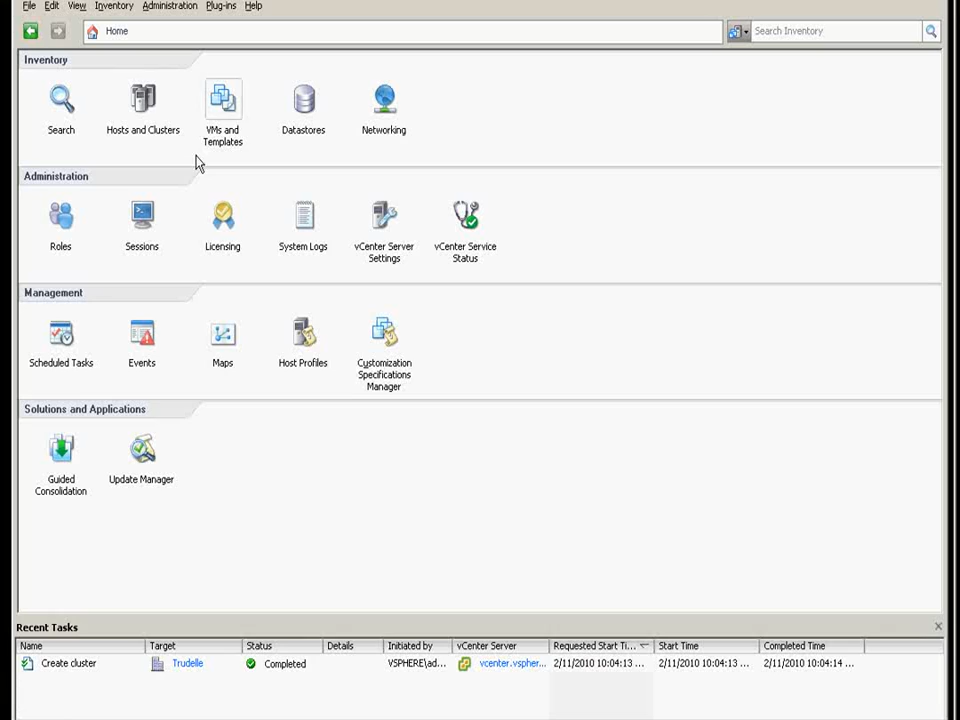 File Edit View Inventory Administration Plug-ins Help
Home
Search Inventory
Inventory
Search Hosts and Clusters VMs and Templates Datastores Networking
Administration
Roles Sessions Licensing System Logs vCenter Server Settings vCenter Service Status
Management
Scheduled Tasks Events Maps Host Profiles Customization Specifications Manager
Solutions and Applications
Guided Consolidation Update Manager
Recent Tasks
Name Target Status Details Initiated by vCenter Server Requested Start Ti... Start Time Completed Time
Create cluster Trudelle Completed VSPHERE\ad... vcenter.vspher... 2/11/2010 10:04:13 ... 2/11/2010 10:04:13 ... 2/11/2010 10:04:14 ...